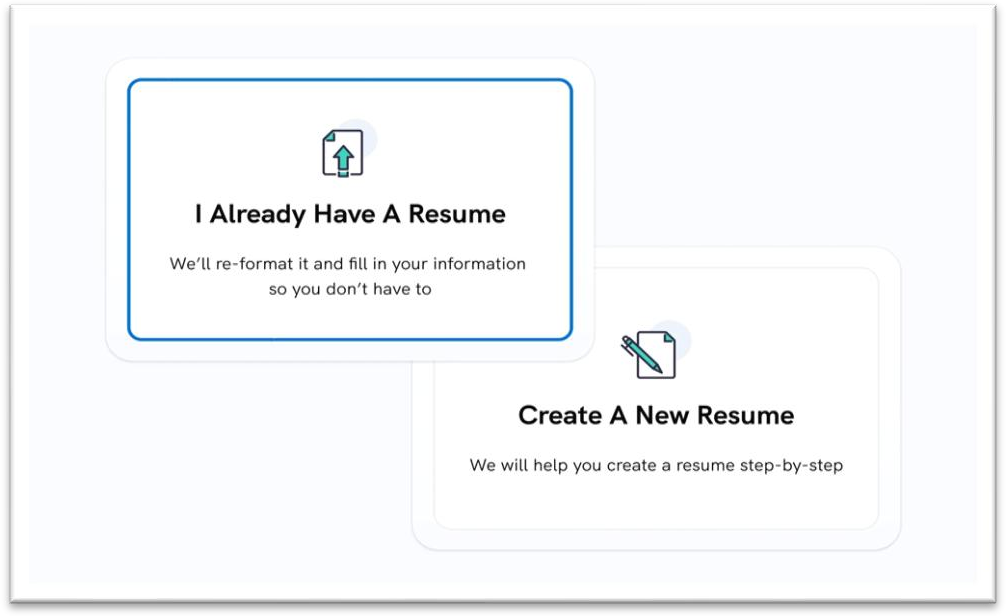 I Already Have A Resume
We’ll re-format it and fill in your information
so you don’t have to
Create A New Resume
We will help you create a resume step-by-step